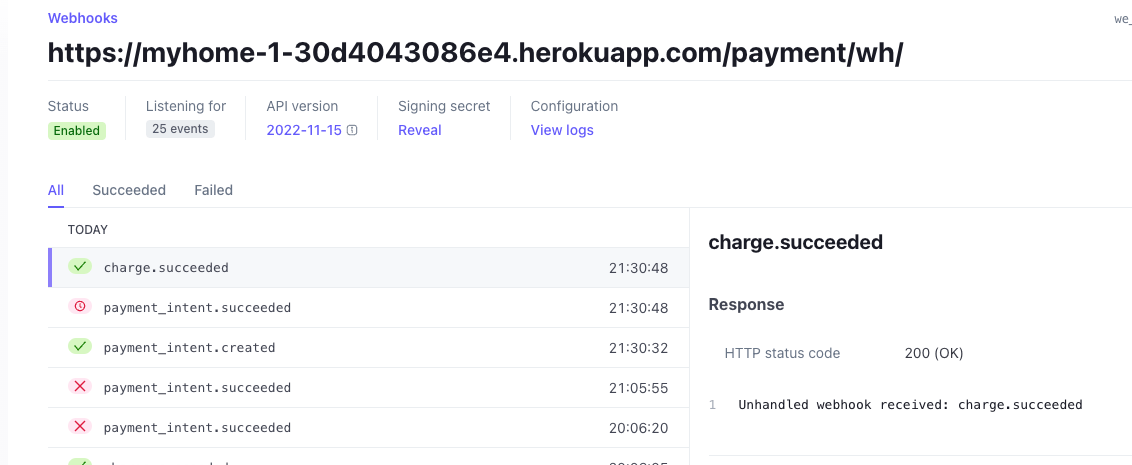 Webhooks we_
https://myhome-1-30d4043086e4.herokuapp.com/payment/wh/
Status Listening for API version Signing secret Configuration
Enabled 25 events 2022-11-15 Reveal View logs
All Succeeded Failed
TODAY
charge.succeeded 21:30:48
payment_intent.succeeded 21:30:48
payment_intent.created 21:30:32
payment_intent.succeeded 21:05:55
payment_intent.succeeded 20:06:20
charge.succeeded
Response
HTTP status code 200 (OK)
1 Unhandled webhook received: charge.succeeded